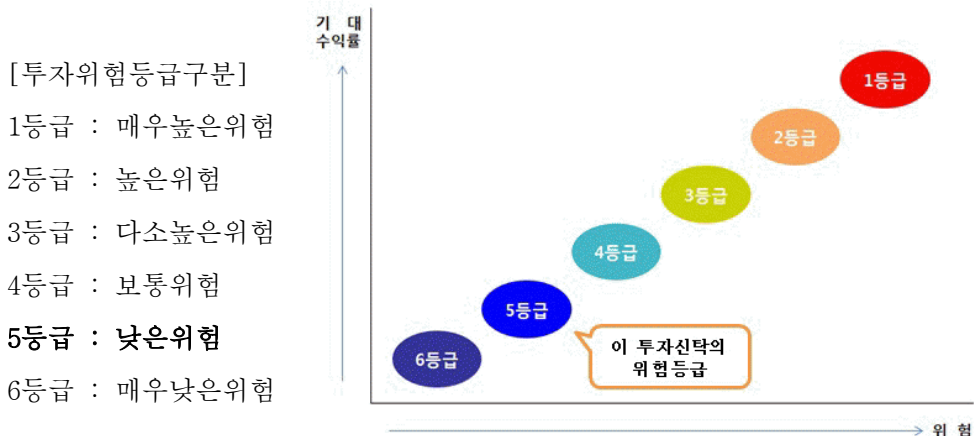 [투자위험등급구분]
1등급 : 매우높은위험
2등급 : 높은위험
3등급 : 다소높은위험
4등급 : 보통위험
5등급 : 낮은위험
6등급 : 매우낮은위험
기 대
수익률
1등급
2등급
3등급
4등급
5등급
6등급
이 투자신탁의
위험등급
위 험